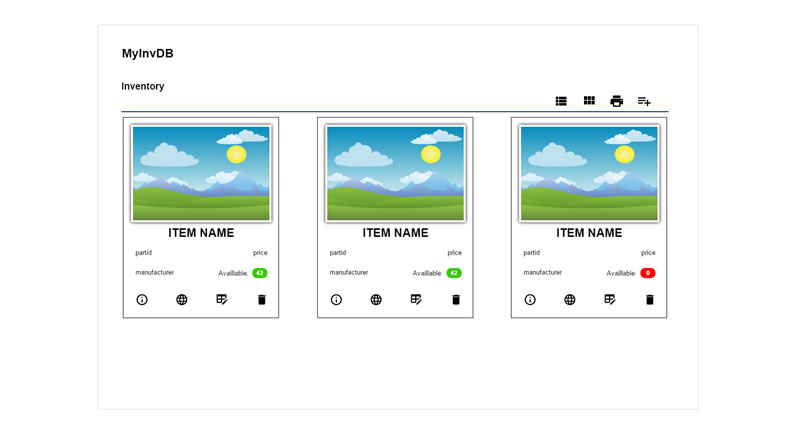 MyInvDB
Inventory
ITEM NAME
partid price
manufacturer Availlable: 42
ITEM NAME
partid price
manufacturer Availlable: 42
ITEM NAME
partid price
manufacturer Availlable: 0